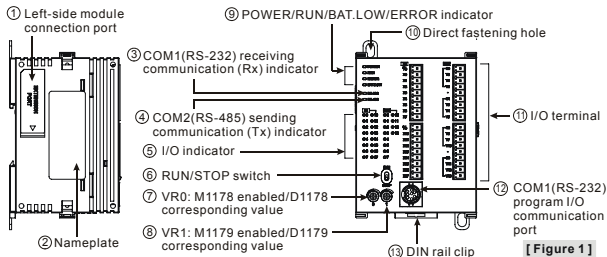 ① Left-side module
connection port
EXTENSION
PORT
② Nameplate
③ COM1(RS-232) receiving
communication (Rx) indicator
④ COM2(RS-485) sending
communication (Tx) indicator
⑤ I/O indicator
⑥ RUN/STOP switch
⑦ VR0: M1178 enabled/D1178
corresponding value
⑧ VR1: M1179 enabled/D1179
corresponding value
⑨ POWER/RUN/BAT.LOW/ERROR indicator
⑩ Direct fastening hole
⑪ I/O terminal
⑫ COM1(RS-232)
program I/O
communication
port
⑬ DIN rail clip
[ Figure 1 ]